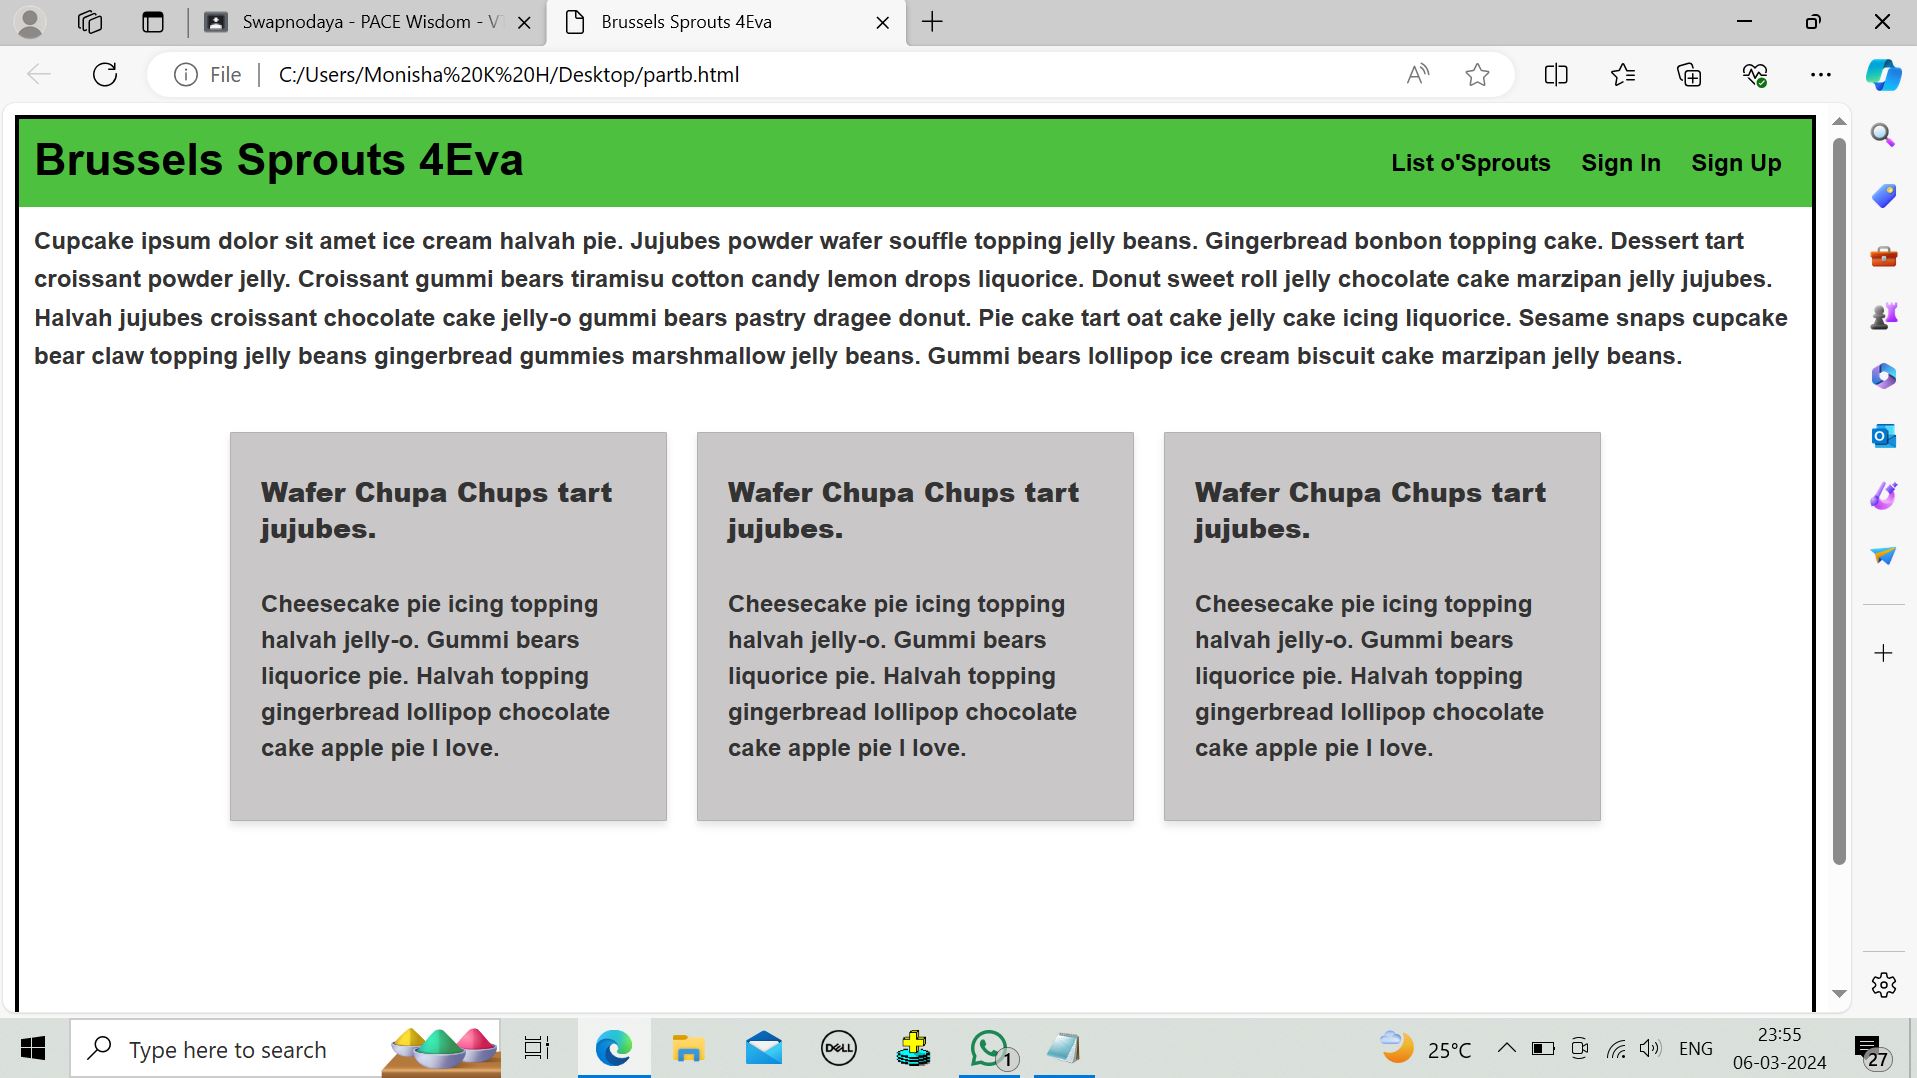 Swapnodaya - PACE Wisdom - VT
Brussels Sprouts 4Eva
File
C:/Users/Monisha%20K%20H/Desktop/partb.html
Brussels Sprouts 4Eva
List o'Sprouts Sign In Sign Up
Cupcake ipsum dolor sit amet ice cream halvah pie. Jujubes powder wafer souffle topping jelly beans. Gingerbread bonbon topping cake. Dessert tart
croissant powder jelly. Croissant gummi bears tiramisu cotton candy lemon drops liquorice. Donut sweet roll jelly chocolate cake marzipan jelly jujubes.
Halvah jujubes croissant chocolate cake jelly-o gummi bears pastry dragee donut. Pie cake tart oat cake jelly cake icing liquorice. Sesame snaps cupcake
bear claw topping jelly beans gingerbread gummies marshmallow jelly beans. Gummi bears lollipop ice cream biscuit cake marzipan jelly beans.
Wafer Chupa Chups tart
jujubes.
Cheesecake pie icing topping
halvah jelly-o. Gummi bears
liquorice pie. Halvah topping
gingerbread lollipop chocolate
cake apple pie I love.
Wafer Chupa Chups tart
jujubes.
Cheesecake pie icing topping
halvah jelly-o. Gummi bears
liquorice pie. Halvah topping
gingerbread lollipop chocolate
cake apple pie I love.
Wafer Chupa Chups tart
jujubes.
Cheesecake pie icing topping
halvah jelly-o. Gummi bears
liquorice pie. Halvah topping
gingerbread lollipop chocolate
cake apple pie I love.
Type here to search
DELL
1
25°C
ENG
23:55
06-03-2024
27